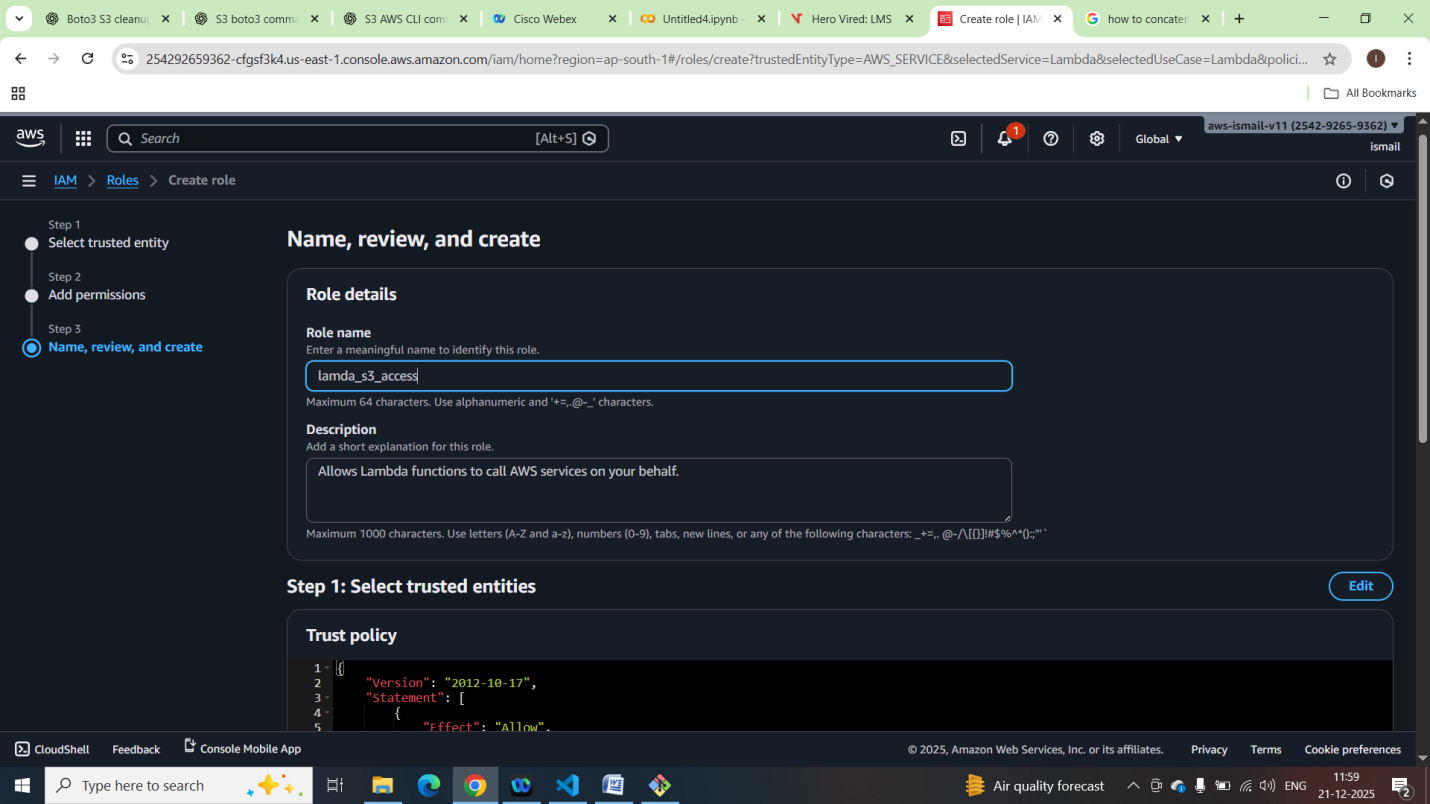 Boto3 S3 cleanup
S3 boto3 comma
S3 AWS CLI com
Cisco Webex
Untitled4.ipynb -
Hero Vired: LMS
Create role | IAM
how to concaten
254292659362-cfgsf3k4.us-east-1.console.aws.amazon.com/iam/home?region=ap-south-1#/roles/create?trustedEntityType=AWS_SERVICE&selectedService=Lambda&selectedUseCase=Lambda&polici...
I
All Bookmarks
aws
Search
[Alt+S]
1
Global
aws-ismail-v11 (2542-9265-9362)
ismail
IAM
Roles
Create role
Step 1
Select trusted entity
Step 2
Add permissions
Step 3
Name, review, and create
Name, review, and create
Role details
Role name
Enter a meaningful name to identify this role.
lamda_s3_access
Maximum 64 characters. Use alphanumeric and '+=,.@-_' characters.
Description
Add a short explanation for this role.
Allows Lambda functions to call AWS services on your behalf.
Maximum 1000 characters. Use letters (A-Z and a-z), numbers (0-9), tabs, new lines, or any of the following characters: _+=,. @-/\[{}]!#$%^*();:"'`
Step 1: Select trusted entities
Edit
Trust policy
1 {
2 "Version": "2012-10-17",
3 "Statement": [
4 {
5 "Effect": "Allow",
CloudShell
Feedback
Console Mobile App
© 2025, Amazon Web Services, Inc. or its affiliates.
Privacy
Terms
Cookie preferences
Type here to search
Air quality forecast
ENG
11:59
21-12-2025
2